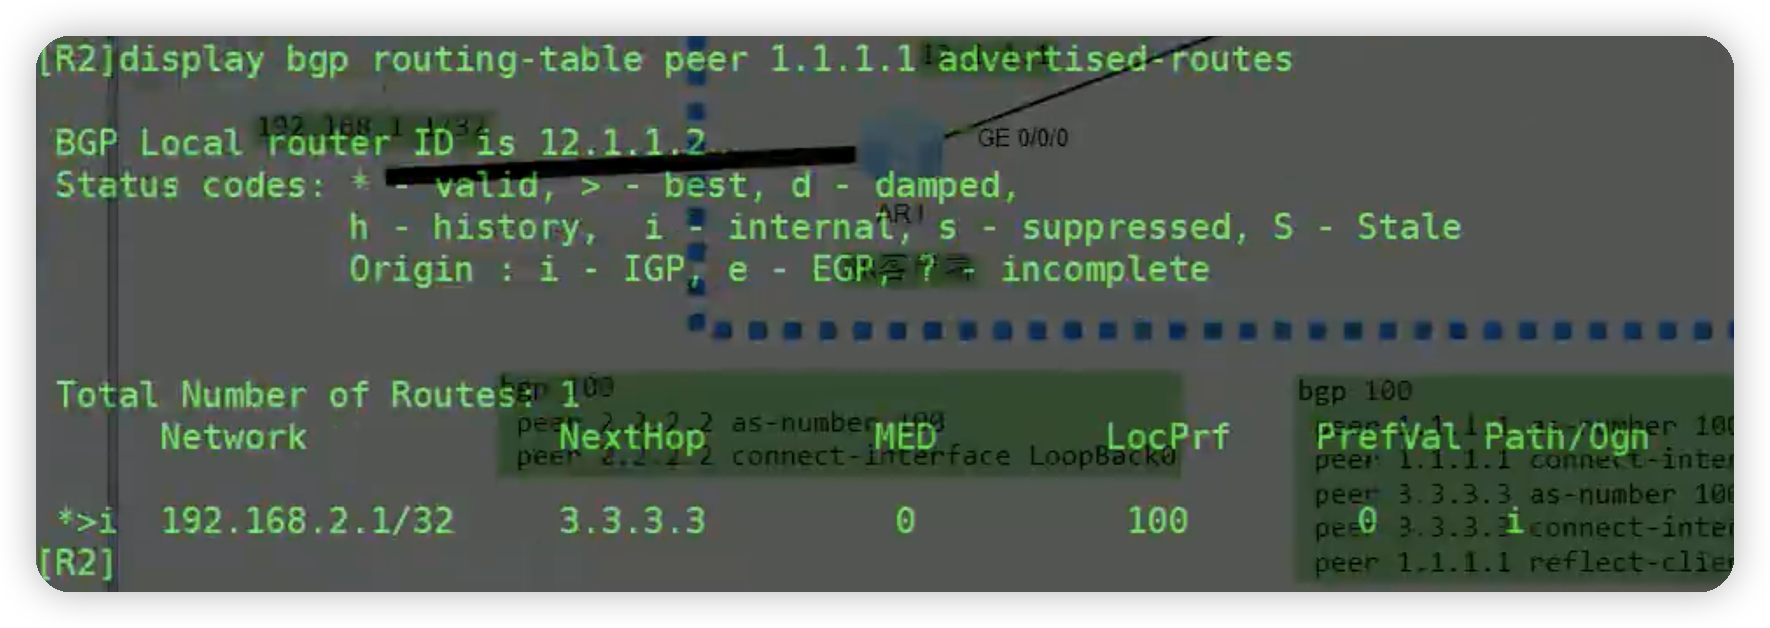 [R2]display bgp routing-table peer 1.1.1.1 advertised-routes
192.168.1.1/32
BGP Local router ID is 12.1.1.2
GE 0/0/0
Status codes: * - valid, > - best, d - damped,
AR1
h - history,  i - internal, s - suppressed, S - Stale
Origin : i - IGP, e - EGP, ? - incomplete
Total Number of Routes: 1
bgp 100
bgp 100
peer 2.2.2.2 as-number 100
peer 1.1.1.1 as-number 100
Network NextHop MED LocPrf PrefVal Path/Ogn
peer 2.2.2.2 connect-interface LoopBack0
peer 1.1.1.1 connect-inter
peer 3.3.3.3 as-number 100
*>i 192.168.2.1/32 3.3.3.3 0 100 0 i
peer 3.3.3.3 connect-inter
[R2]
peer 1.1.1.1 reflect-clie